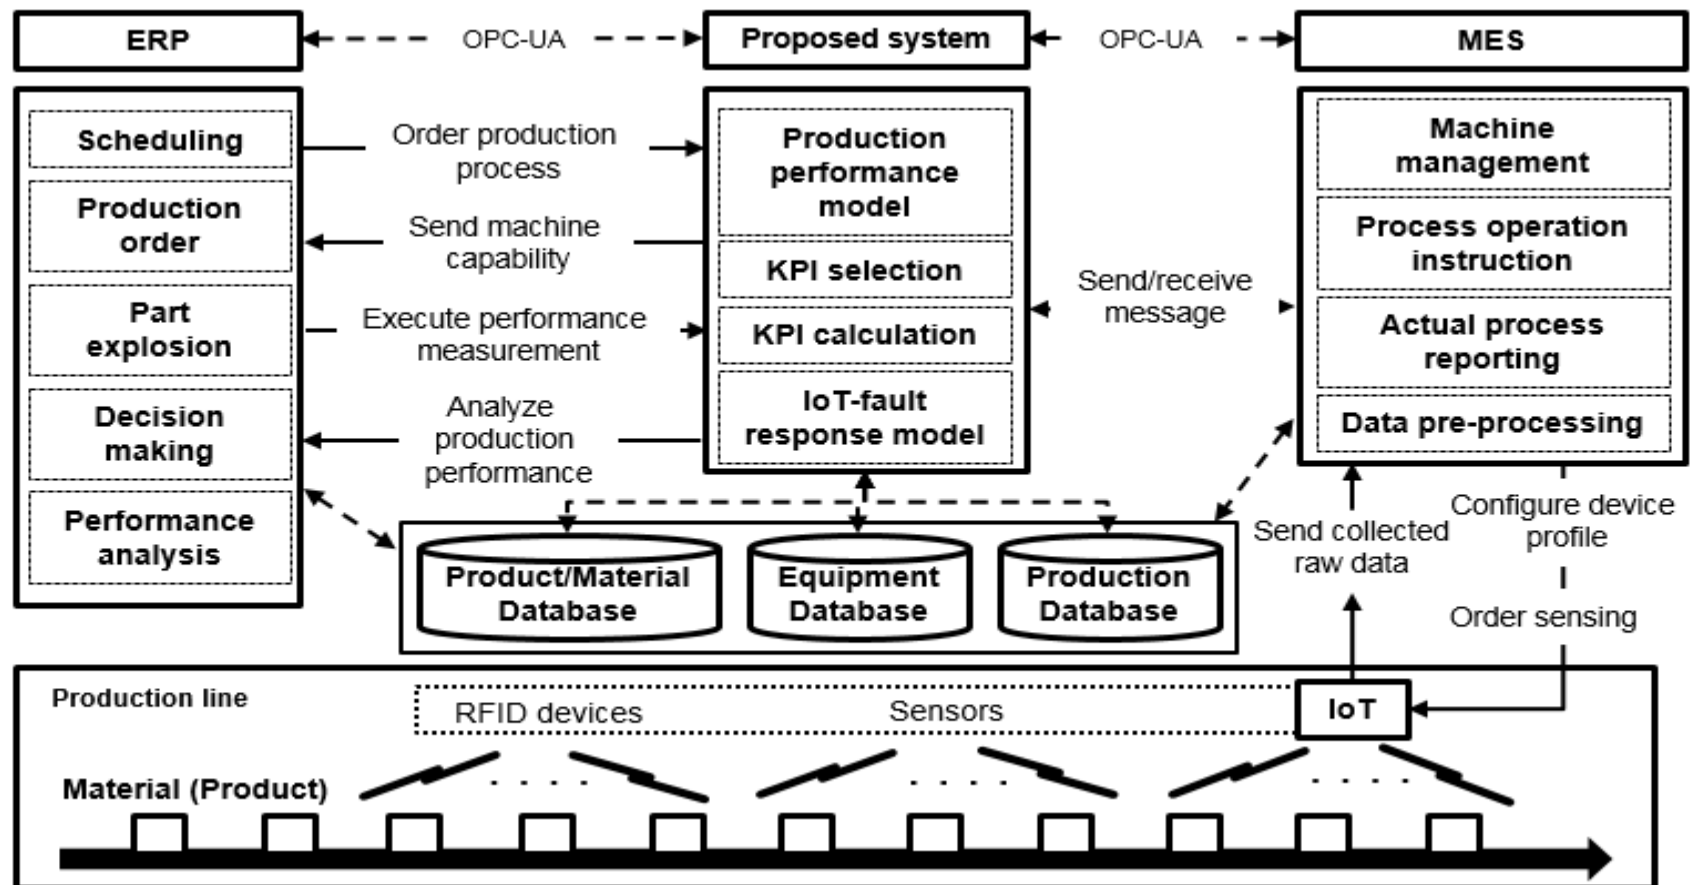 ERP
OPC-UA
Proposed system
OPC-UA
MES
Scheduling
Production
order
Part
explosion
Decision
making
Performance
analysis
Order production
process
Send machine
capability
Execute performance
measurement
Analyze
production
performance
Production
performance
model
KPI selection
KPI calculation
IoT-fault
response model
Send/receive
message
Machine
management
Process operation
instruction
Actual process
reporting
Data pre-processing
Product/Material
Database
Equipment
Database
Production
Database
Send collected
raw data
Configure device
profile
Order sensing
Production line
RFID devices
Sensors
IoT
Material (Product)